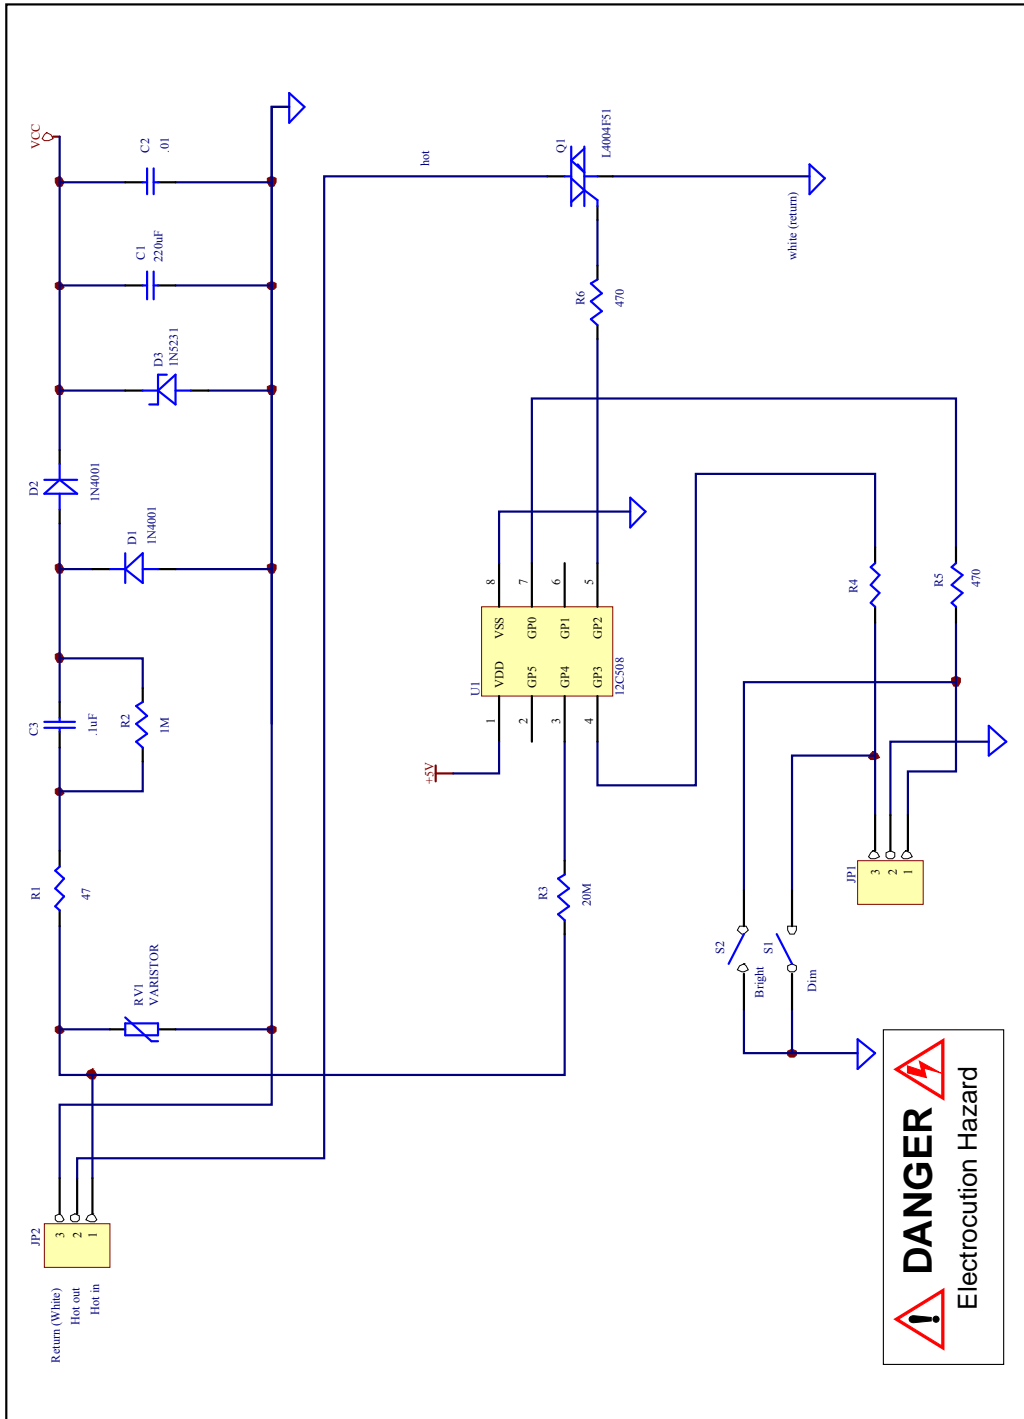 VCC
C2
.01
C1
220uF
D3
1N5231
D2
1N4001
D1
1N4001
C3
.1uF
R2
1M
R1
47
RV1
VARISTOR
JP2
3
2
1
Return (White)
Hot out
Hot in
hot
Q1
L4004F51
white (return)
R6
470
U1
12C508
VDD
GP5
GP4
GP3
VSS
GP0
GP1
GP2
1
2
3
4
8
7
6
5
+5V
R3
20M
R4
R5
470
JP1
3
2
1
S2
Bright
S1
Dim
DANGER
Electrocution Hazard